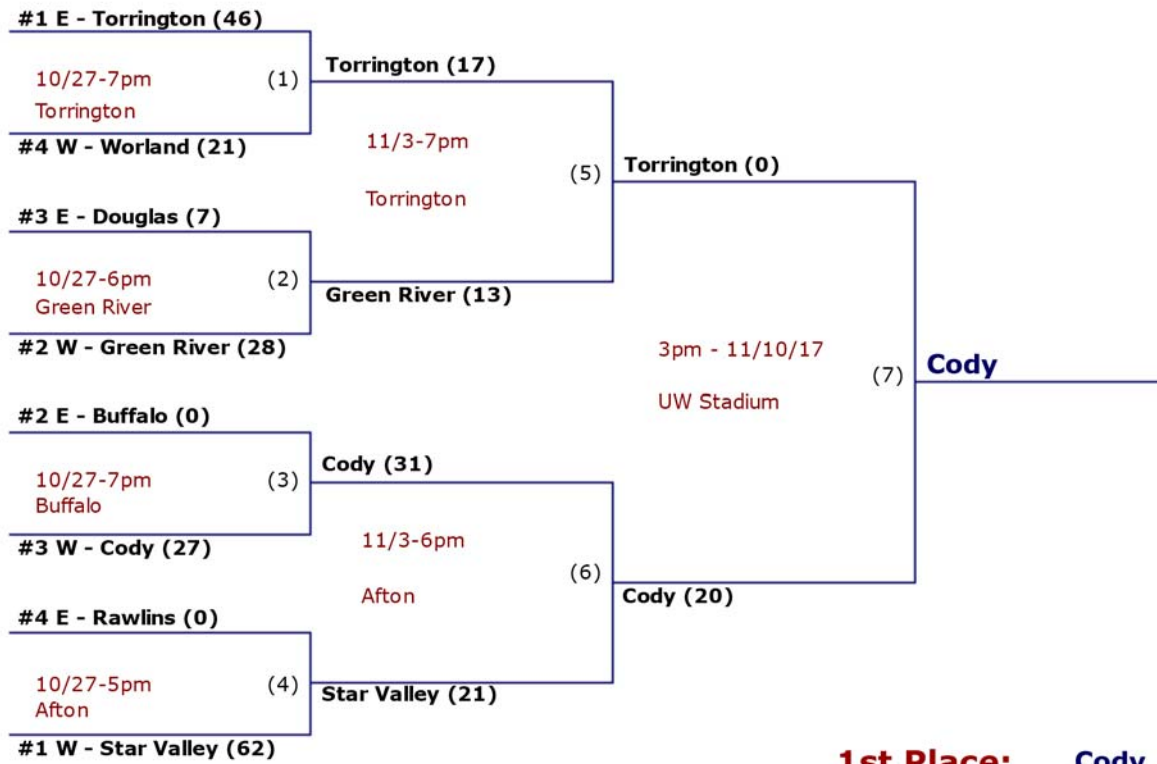 #1 E - Torrington (46)
10/27-7pm
(1)
Torrington
#4 W - Worland (21)
Torrington (17)
11/3-7pm
(5)
Torrington
#3 E - Douglas (7)
10/27-6pm
(2)
Green River
#2 W - Green River (28)
Green River (13)
Torrington (0)
3pm - 11/10/17
(7)
UW Stadium
Cody
#2 E - Buffalo (0)
10/27-7pm
(3)
Buffalo
#3 W - Cody (27)
Cody (31)
11/3-6pm
(6)
Afton
Cody (20)
#4 E - Rawlins (0)
10/27-5pm
(4)
Afton
#1 W - Star Valley (62)
Star Valley (21)
1st Place: Cody